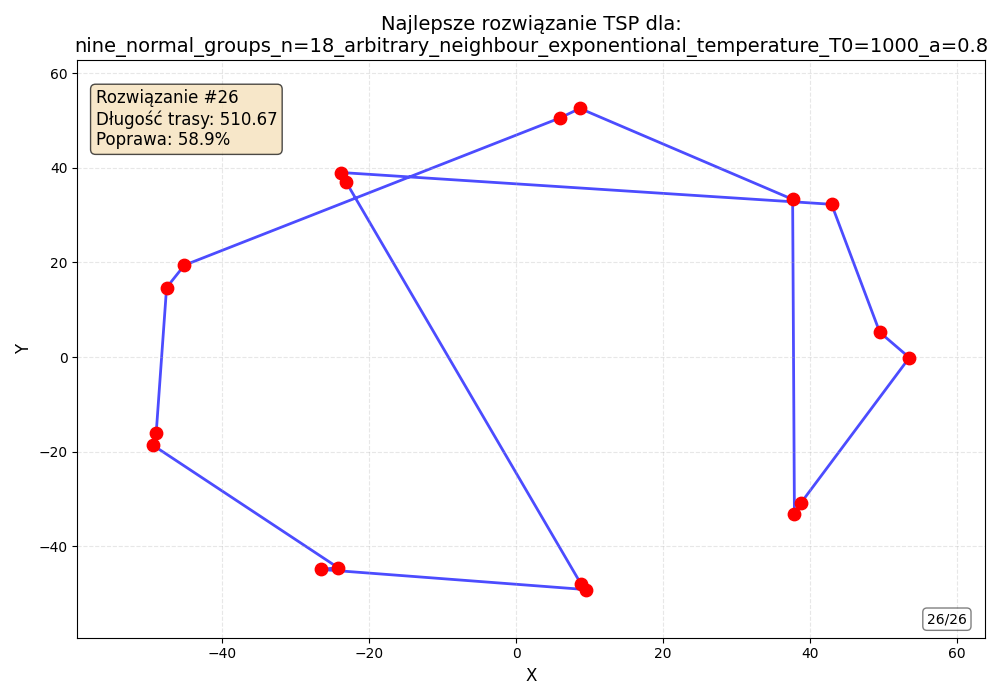 Najlepsze rozwiązanie TSP dla:
nine_normal_groups_n=18_arbitrary_neighbour_exponentional_temperature_T0=1000_a=0.8
Rozwiązanie #26
Długość trasy: 510.67
Poprawa: 58.9%
60
40
20
0
−20
−40
Y
26/26
−40 −20 0 20 40 60
X